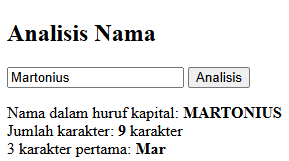 Analisis Nama
Martonius Analisis
Nama dalam huruf kapital: MARTONIUS
Jumlah karakter: 9 karakter
3 karakter pertama: Mar